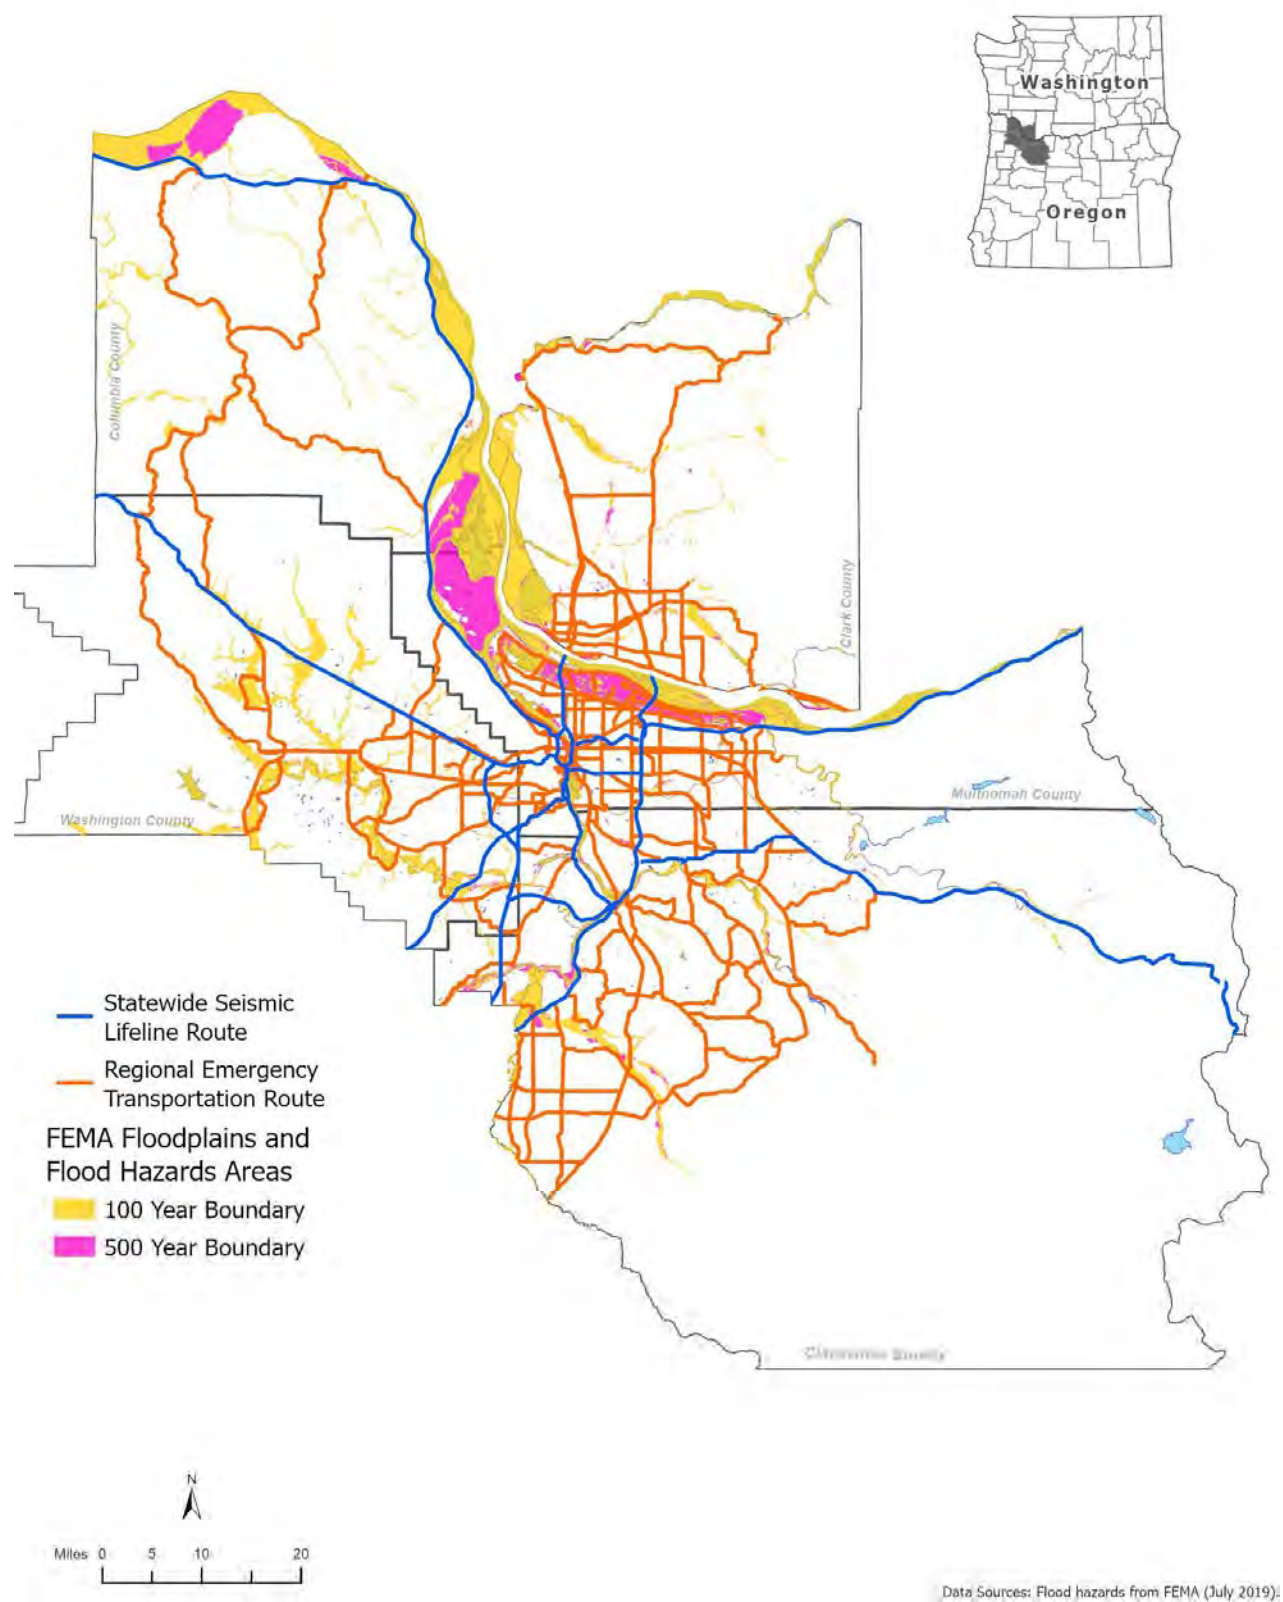 Washington
Oregon
Columbia County
Clark County
Multnomah County
Washington County
Statewide Seismic
Lifeline Route
Regional Emergency
Transportation Route
FEMA Floodplains and
Flood Hazards Areas
100 Year Boundary
500 Year Boundary
Clackamas County
N
Miles 0 5 10 20
Data Sources: Flood hazards from FEMA (July 2019).